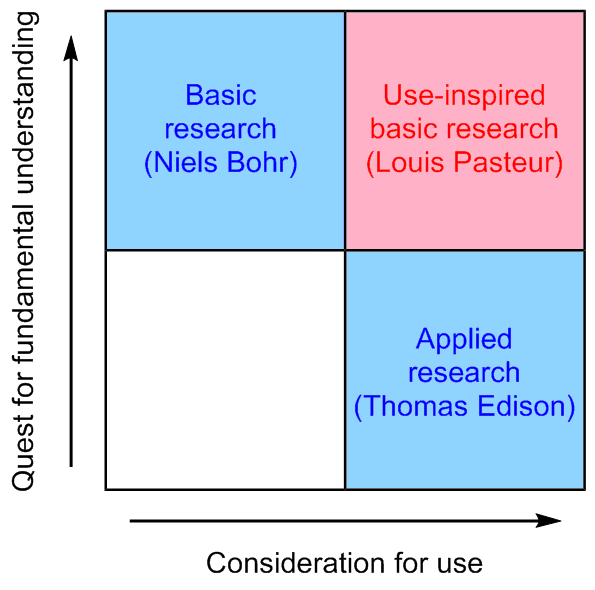 Quest for fundamental understanding
Basic
research
(Niels Bohr)
Use-inspired
basic research
(Louis Pasteur)
Applied
research
(Thomas Edison)
Consideration for use